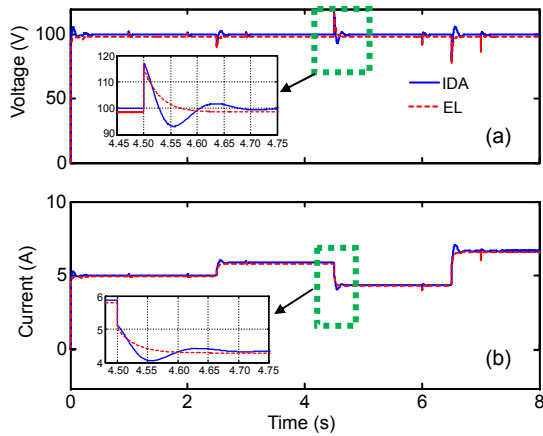 Voltage (V)
100
50
0
120
110
100
90
4.45 4.50 4.55 4.60 4.65 4.70 4.75
IDA
EL
(a)
Current (A)
10
5
0
6
5
4
4.50 4.55 4.60 4.65 4.70 4.75
(b)
0 2 4 6 8
Time (s)